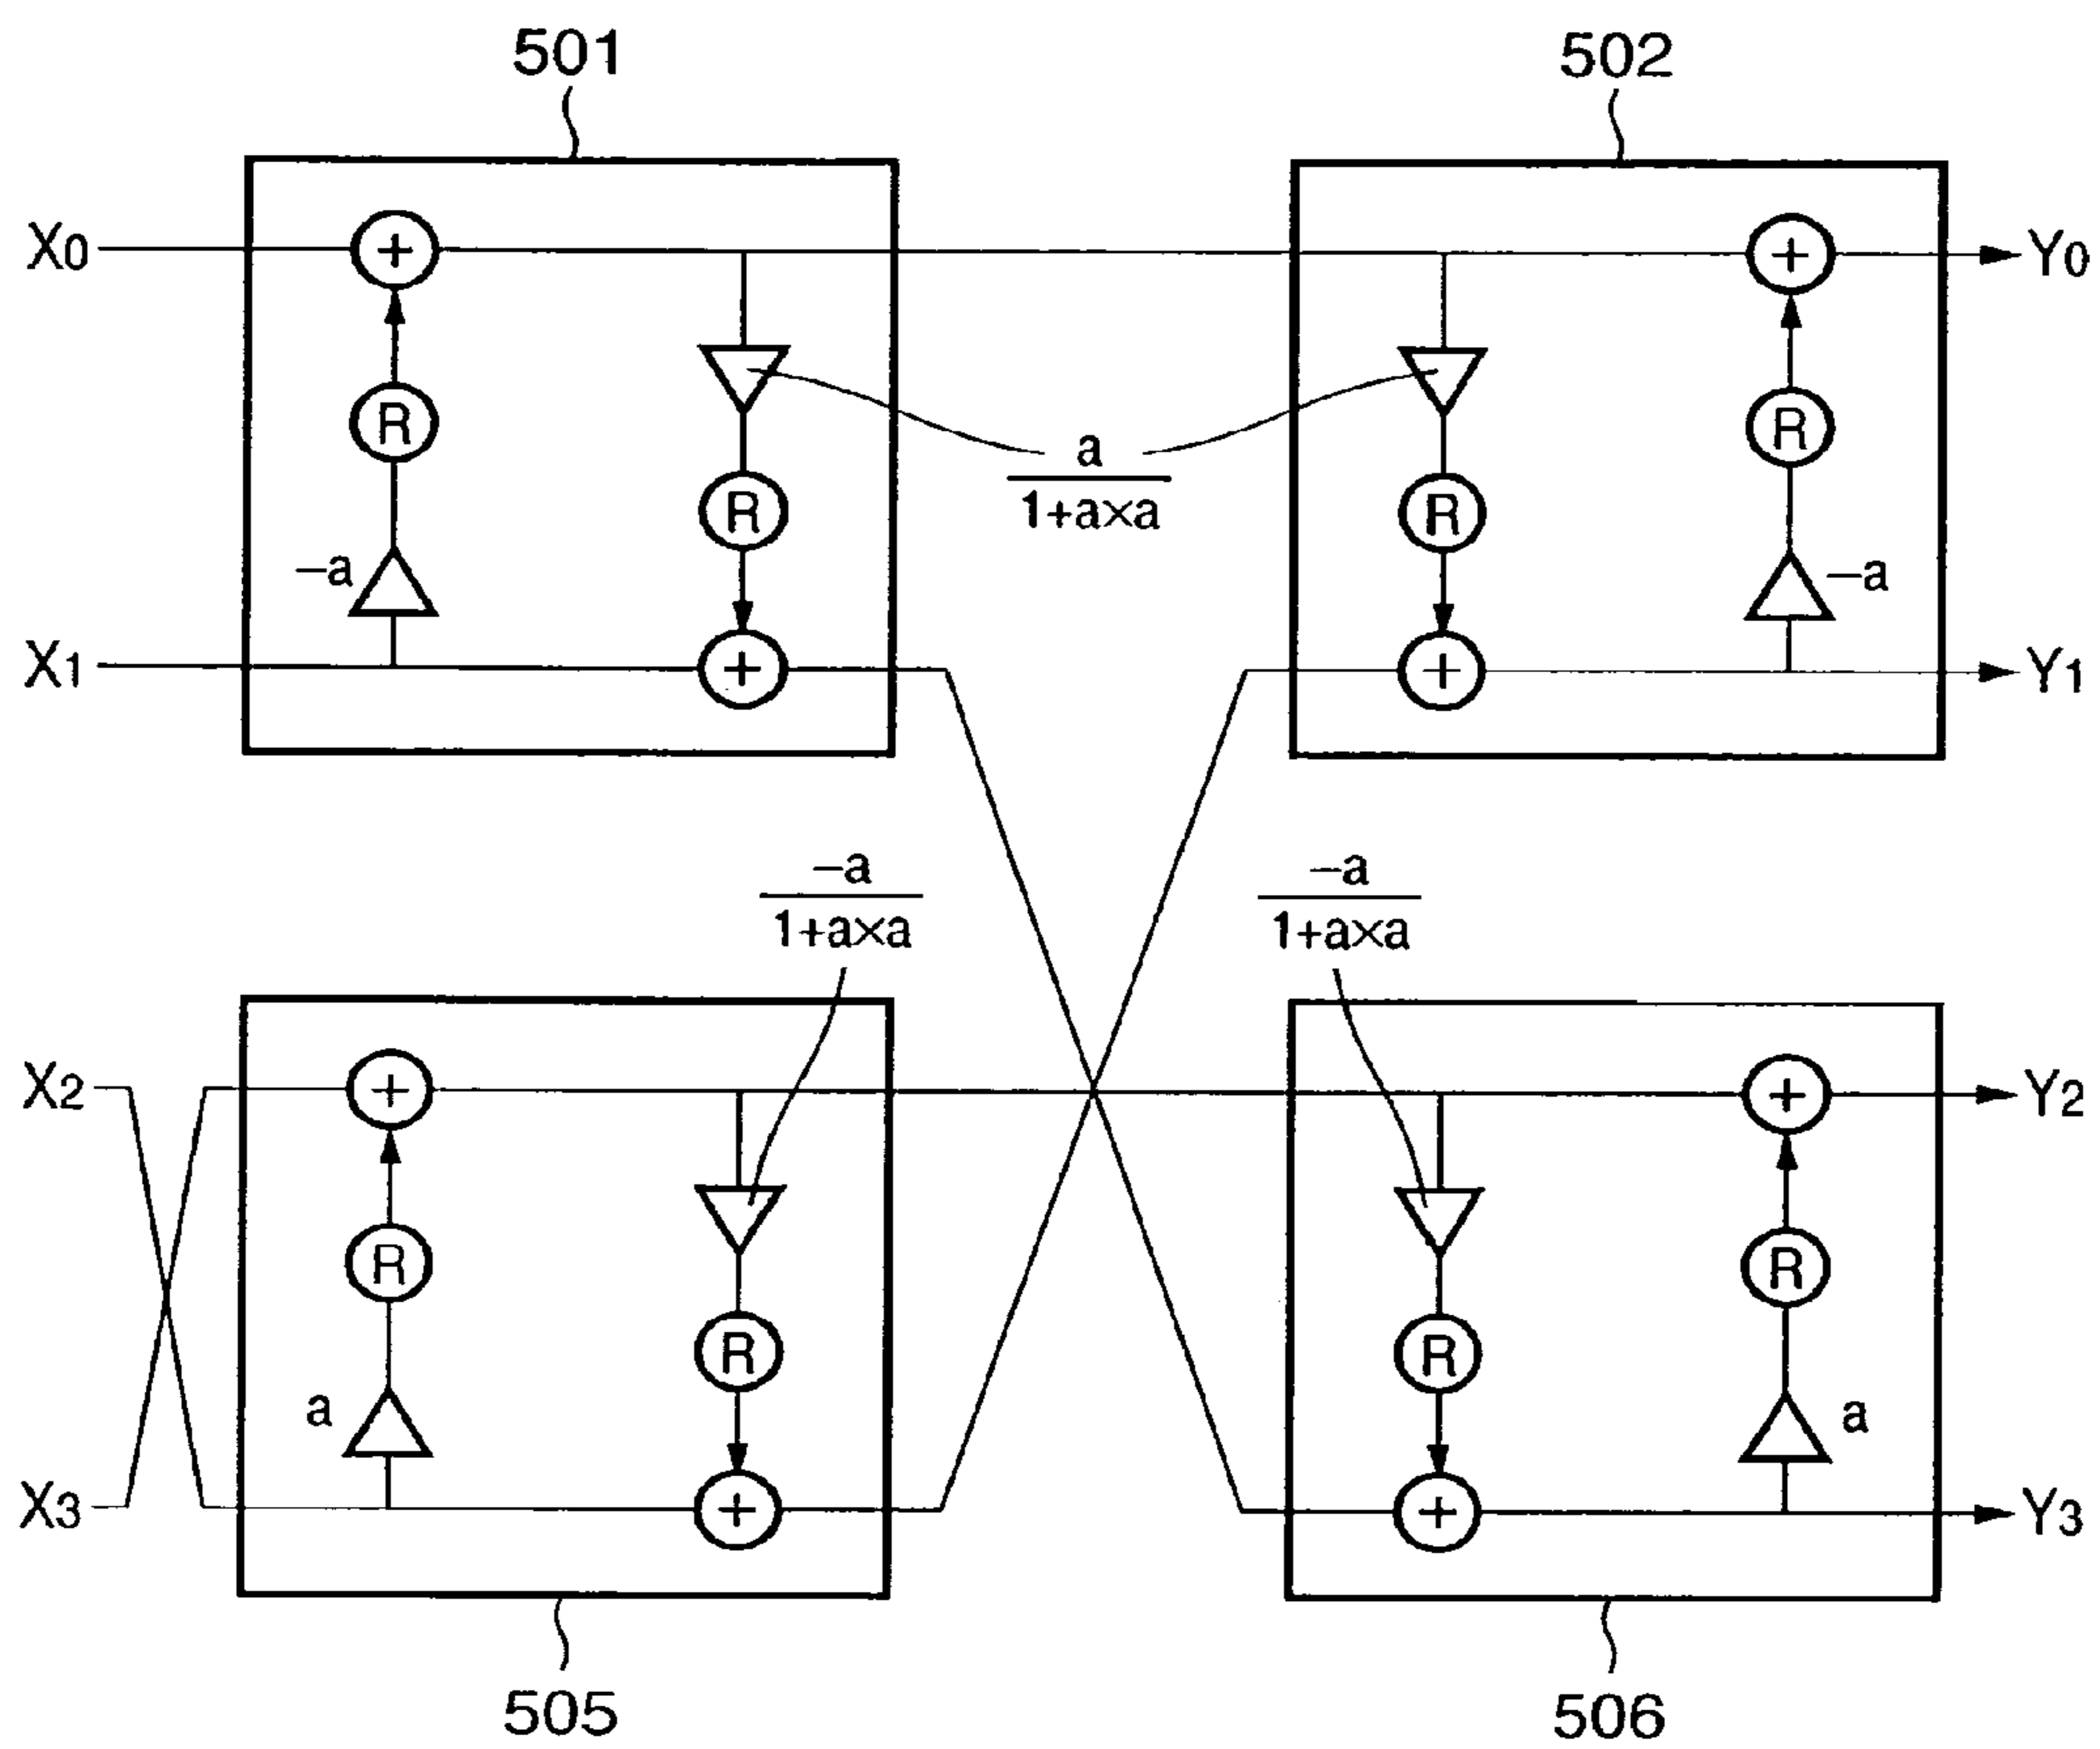 501
502
X0
+
+
Y0
R
R
R
R
a
1+a×a
–a
–a
X1
+
+
Y1
–a
1+a×a
–a
1+a×a
X2
+
+
Y2
R
R
R
R
a
a
X3
+
+
Y3
505
506